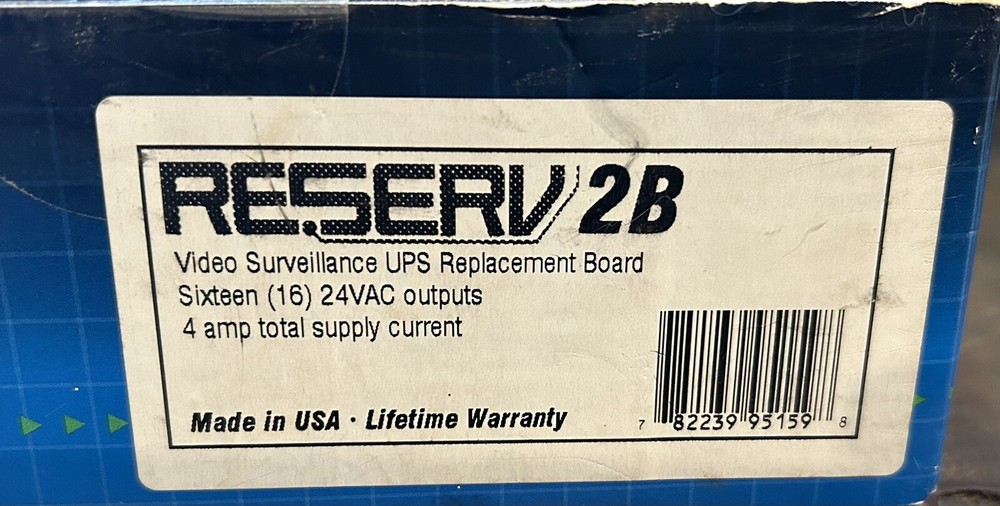 RESERV 2B
Video Surveillance UPS Replacement Board
Sixteen (16) 24VAC outputs
4 amp total supply current
Made in USA · Lifetime Warranty
7 82239 95159 8